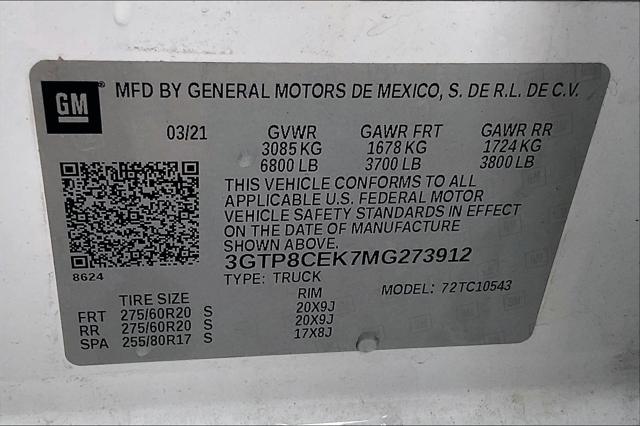 GM MFD BY GENERAL MOTORS DE MEXICO, S. DE R.L. DE C.V.
03/21 GVWR GAWR FRT GAWR RR
3085 KG 1678 KG 1724 KG
6800 LB 3700 LB 3800 LB
THIS VEHICLE CONFORMS TO ALL
APPLICABLE U.S. FEDERAL MOTOR
VEHICLE SAFETY STANDARDS IN EFFECT
ON THE DATE OF MANUFACTURE
SHOWN ABOVE.
8624 3GTP8CEK7MG273912
TYPE: TRUCK
TIRE SIZE RIM MODEL: 72TC10543
FRT 275/60R20 S 20X9J
RR 275/60R20 S 20X9J
SPA 255/80R17 S 17X8J